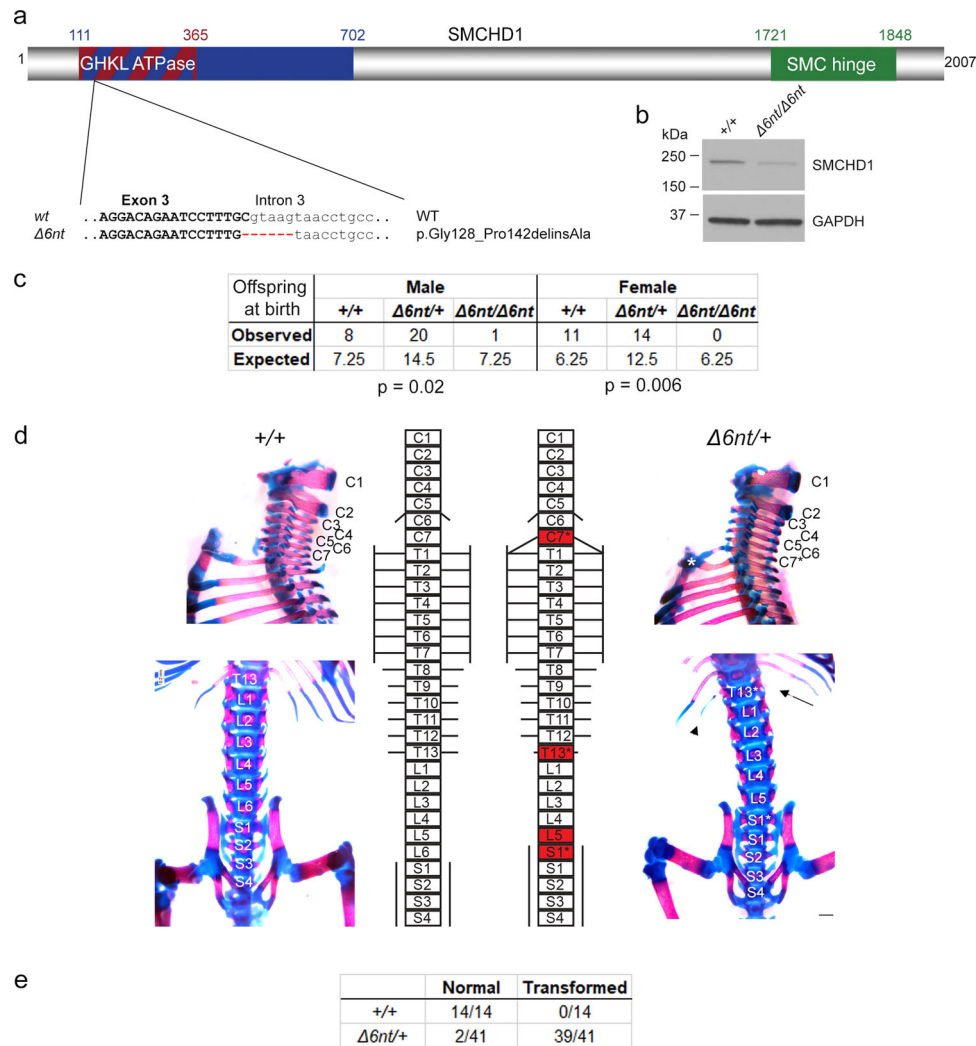 a
SMCHD1
111 365 702 1721 1848
1 GHKL ATPase SMC hinge 2007
Exon 3 Intron 3
wt ..AGGACAGAATCCTTTGCgtaagtaacctgcc.. WT
Δ6nt ..AGGACAGAATCCTTTG------taacctgcc.. p.Gly128_Pro142delinsAla
b
kDa +/+ Δ6nt/Δ6nt
250
SMCHD1
150
37
GAPDH
c
Offspring at birth Male Female
+/+ Δ6nt/+ Δ6nt/Δ6nt +/+ Δ6nt/+ Δ6nt/Δ6nt
Observed 8 20 1 11 14 0
Expected 7.25 14.5 7.25 6.25 12.5 6.25
p = 0.02 p = 0.006
d
+/+
C1
C2
C3
C4
C5
C6
C7
T13
L1
L2
L3
L4
L5
L6
S1
S2
S3
S4
C1
C2
C3
C4
C5
C6
C7
T1
T2
T3
T4
T5
T6
T7
T8
T9
T10
T11
T12
T13
L1
L2
L3
L4
L5
L6
S1
S2
S3
S4
C1
C2
C3
C4
C5
C6
C7*
T1
T2
T3
T4
T5
T6
T7
T8
T9
T10
T11
T12
T13*
L1
L2
L3
L4
L5
S1*
S1
S2
S3
S4
Δ6nt/+
C1
C2
C3
C4
C5
C6
C7*
*
T13*
L1
L2
L3
L4
L5
S1*
S1
S2
S3
S4
e
Normal Transformed
+/+ 14/14 0/14
Δ6nt/+ 2/41 39/41